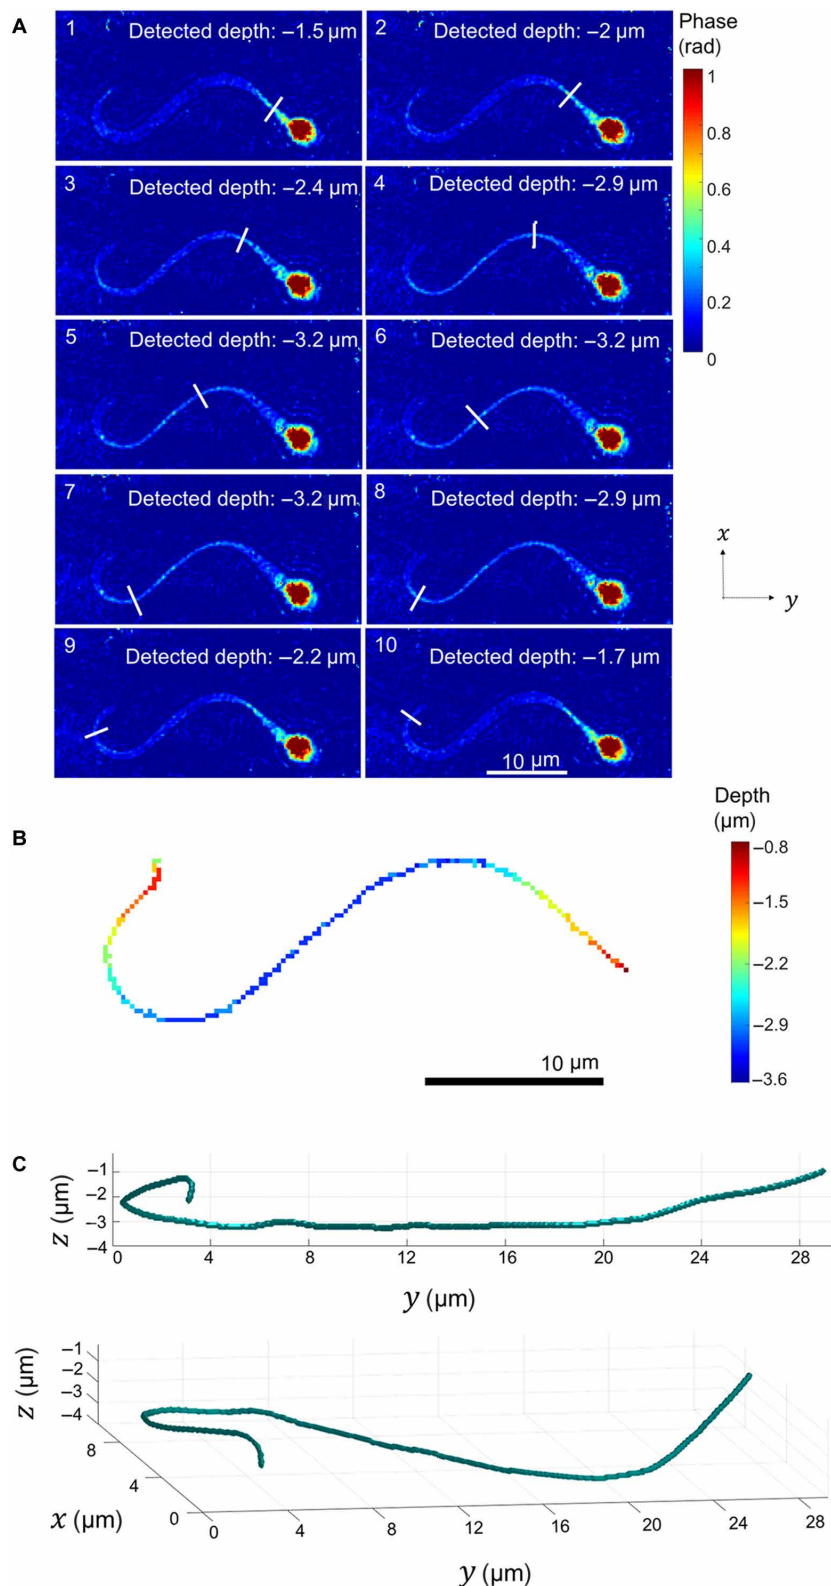 A
1 Detected depth: –1.5 µm
2 Detected depth: –2 µm
Phase
(rad)
1
0.8
0.6
0.4
0.2
0
3 Detected depth: –2.4 µm
4 Detected depth: –2.9 µm
5 Detected depth: –3.2 µm
6 Detected depth: –3.2 µm
7 Detected depth: –3.2 µm
8 Detected depth: –2.9 µm
x
y
9 Detected depth: –2.2 µm
10 Detected depth: –1.7 µm
10 µm
B
Depth
(µm)
–0.8
–1.5
–2.2
–2.9
–3.6
10 µm
C
–1
–2
–3
–4
z (µm)
0 4 8 12 16 20 24 28
y (µm)
–1
–2
–3
–4
z (µm)
8
4
0
x (µm)
0 4 8 12 16 20 24 28
y (µm)